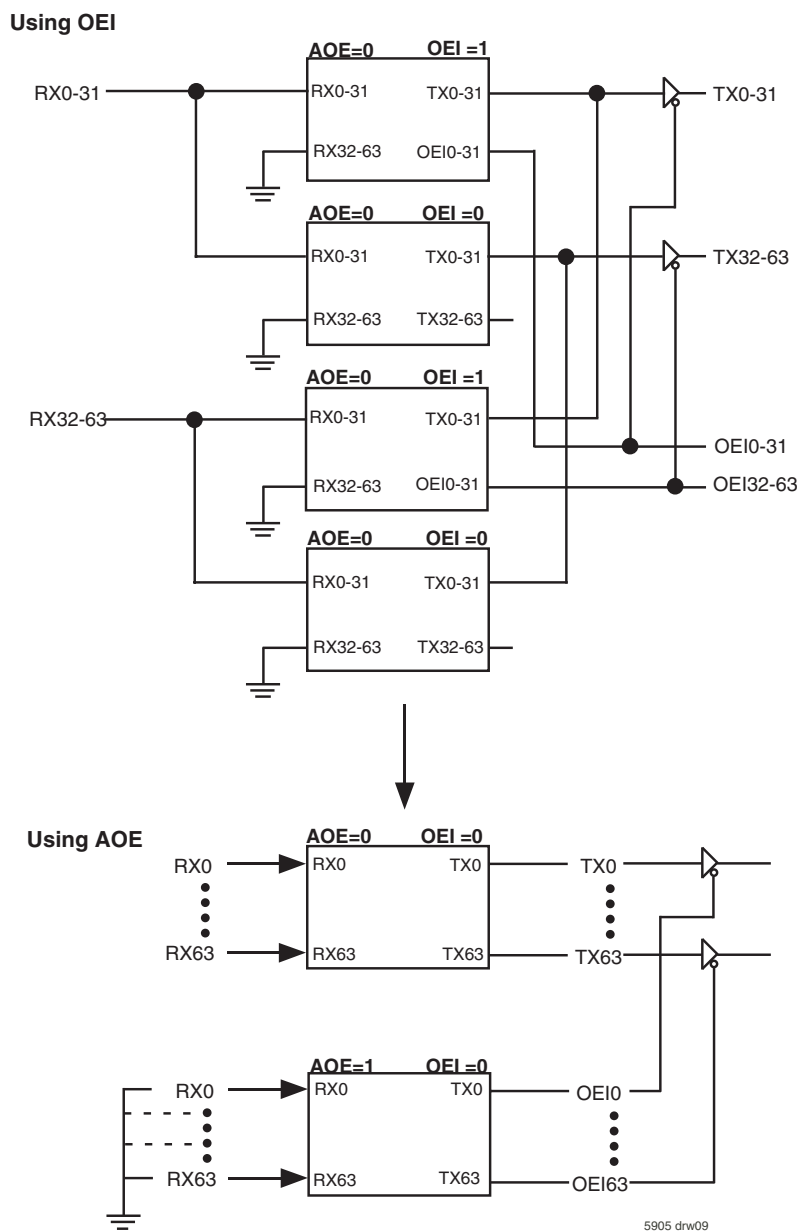 Using OEI
AOE=0 OEI =1
RX0-31 RX0-31 TX0-31 TX0-31
RX32-63 OEI0-31
AOE=0 OEI =0
RX0-31 TX0-31 TX32-63
RX32-63 TX32-63
AOE=0 OEI =1
RX32-63 RX0-31 TX0-31
OEI0-31
RX32-63 OEI0-31 OEI32-63
AOE=0 OEI =0
RX0-31 TX0-31
RX32-63 TX32-63
Using AOE
AOE=0 OEI =0
RX0 RX0 TX0 TX0
RX63 RX63 TX63 TX63
AOE=1 OEI =0
RX0 RX0 TX0 OEI0
RX63 RX63 TX63 OEI63
5905 drw09